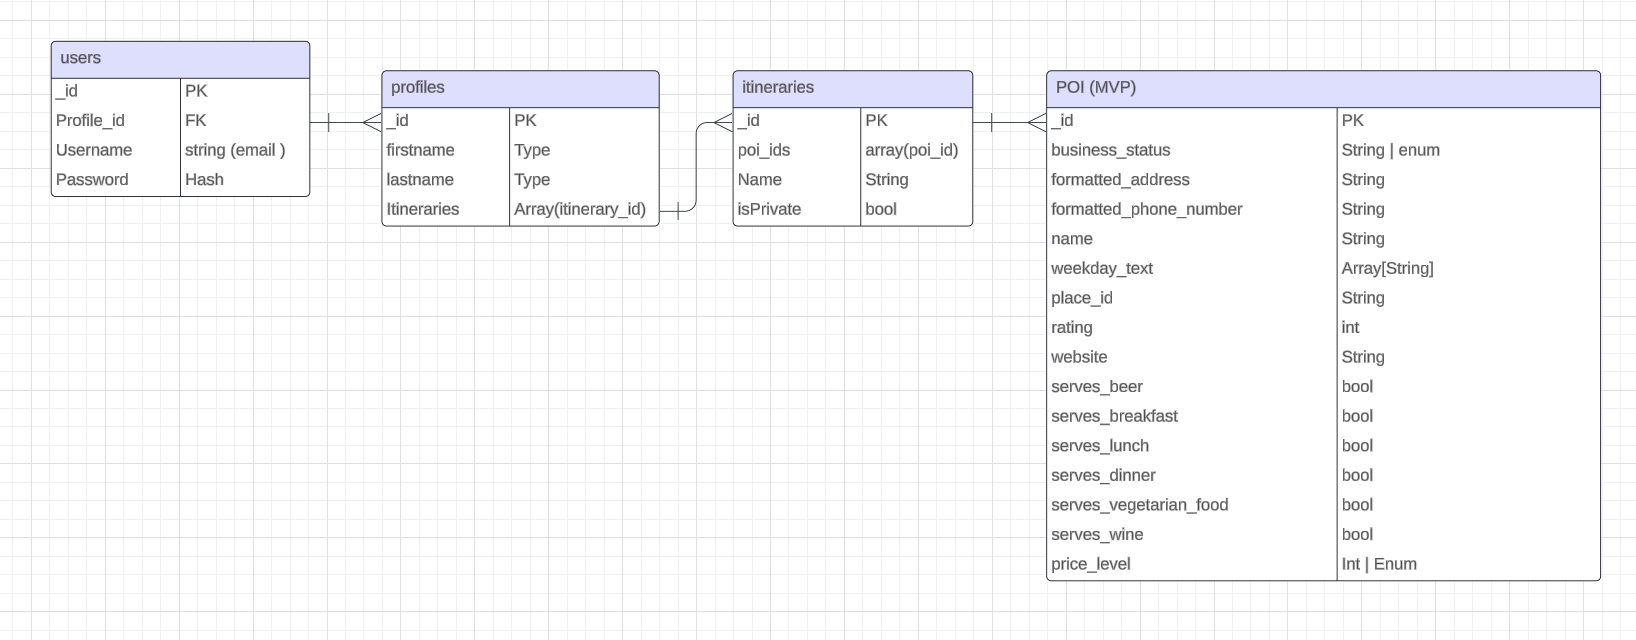 users
_id PK
Profile_id FK
Username string (email )
Password Hash
profiles
_id PK
firstname Type
lastname Type
Itineraries Array(itinerary_id)
itineraries
_id PK
poi_ids array(poi_id)
Name String
isPrivate bool
POI (MVP)
_id PK
business_status String | enum
formatted_address String
formatted_phone_number String
name String
weekday_text Array[String]
place_id String
rating int
website String
serves_beer bool
serves_breakfast bool
serves_lunch bool
serves_dinner bool
serves_vegetarian_food bool
serves_wine bool
price_level Int | Enum